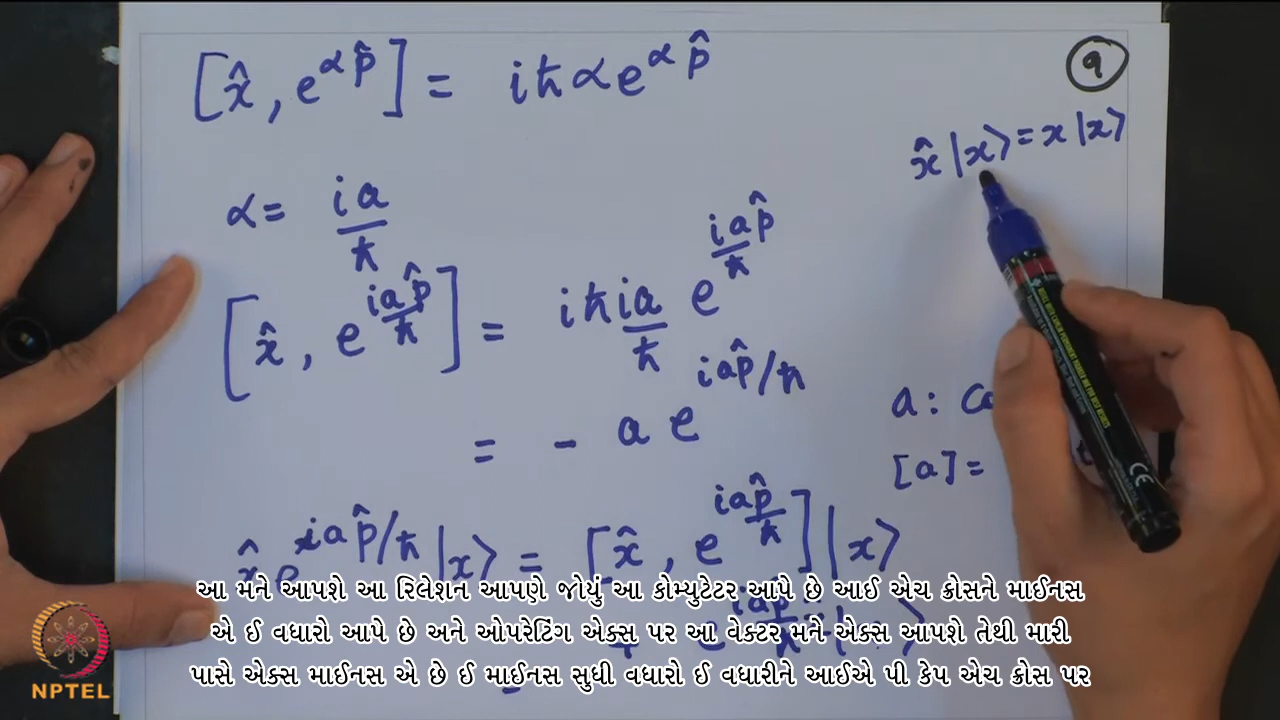 [x̂, e^{αp̂}] = iħαe^{αp̂}
9
x̂|x⟩ = x|x⟩
α = ia/ħ
[x̂, e^{iap̂/ħ}] = iħ ia/ħ e^{iap̂/ħ}
= - a e^{iap̂/ħ}
a :
[a] =
x̂ e^{iap̂/ħ}|x⟩ = [x̂, e^{iap̂/ħ}]|x⟩
આ મને આપશે આ રિલેશન આપણે જોયું આ કોમ્યુટેટર આપે છે આઈ એચ ક્રોસને માઈનસ
એ ઈ વધારો આપે છે અને ઓપરેટિંગ એક્સ પર આ વેક્ટર મને એક્સ આપશે તેથી મારી
પાસે એક્સ માઈનસ એ છે ઈ માઈનસ સુધી વધારો ઈ વધારીને આઈએ પી કેપ એચ ક્રોસ પર
NPTEL